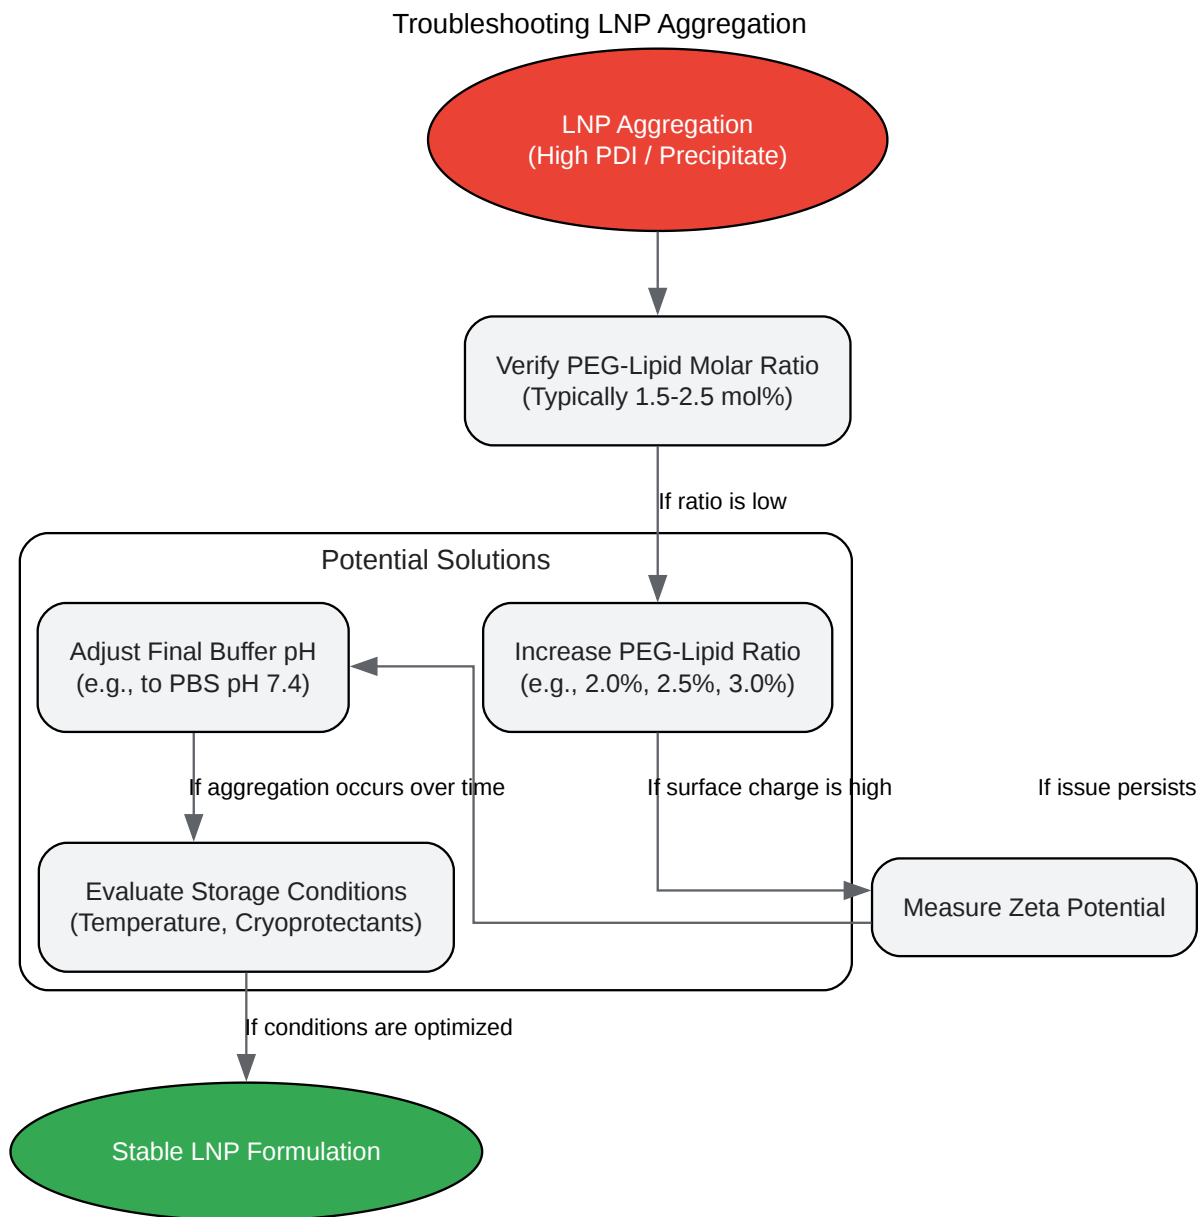 Troubleshooting LNP Aggregation
LNP Aggregation
(High PDI / Precipitate)
Verify PEG-Lipid Molar Ratio
(Typically 1.5-2.5 mol%)
If ratio is low
Potential Solutions
Adjust Final Buffer pH
(e.g., to PBS pH 7.4)
Increase PEG-Lipid Ratio
(e.g., 2.0%, 2.5%, 3.0%)
If aggregation occurs over time
If surface charge is high
If issue persists
Evaluate Storage Conditions
(Temperature, Cryoprotectants)
Measure Zeta Potential
If conditions are optimized
Stable LNP Formulation